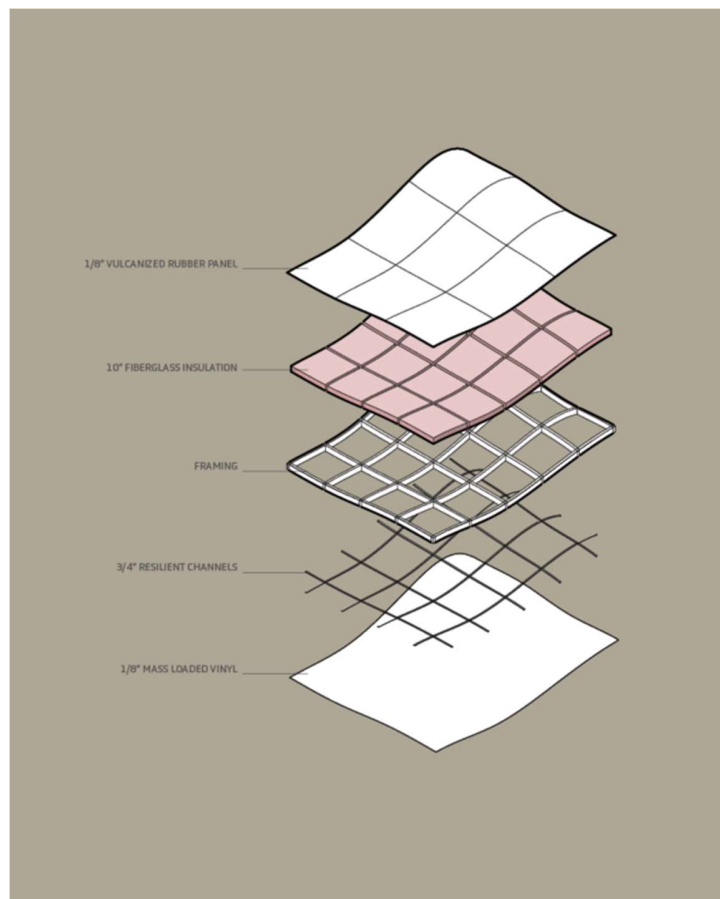 1/8" VULCANIZED RUBBER PANEL
10" FIBERGLASS INSULATION
FRAMING
3/4" RESILIENT CHANNELS
1/8" MASS LOADED VINYL